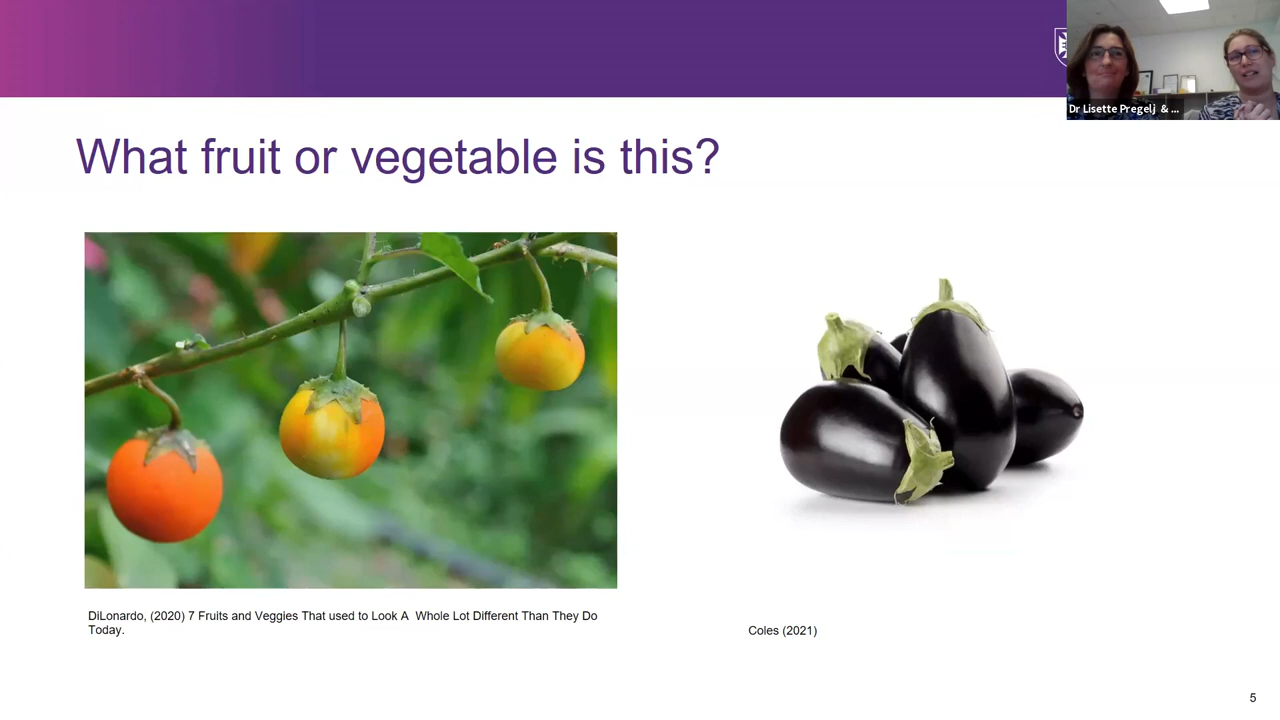 Dr Lisette Pregelj & ...
What fruit or vegetable is this?
DiLonardo, (2020) 7 Fruits and Veggies That used to Look A  Whole Lot Different Than They Do
Today.
Coles (2021)
5